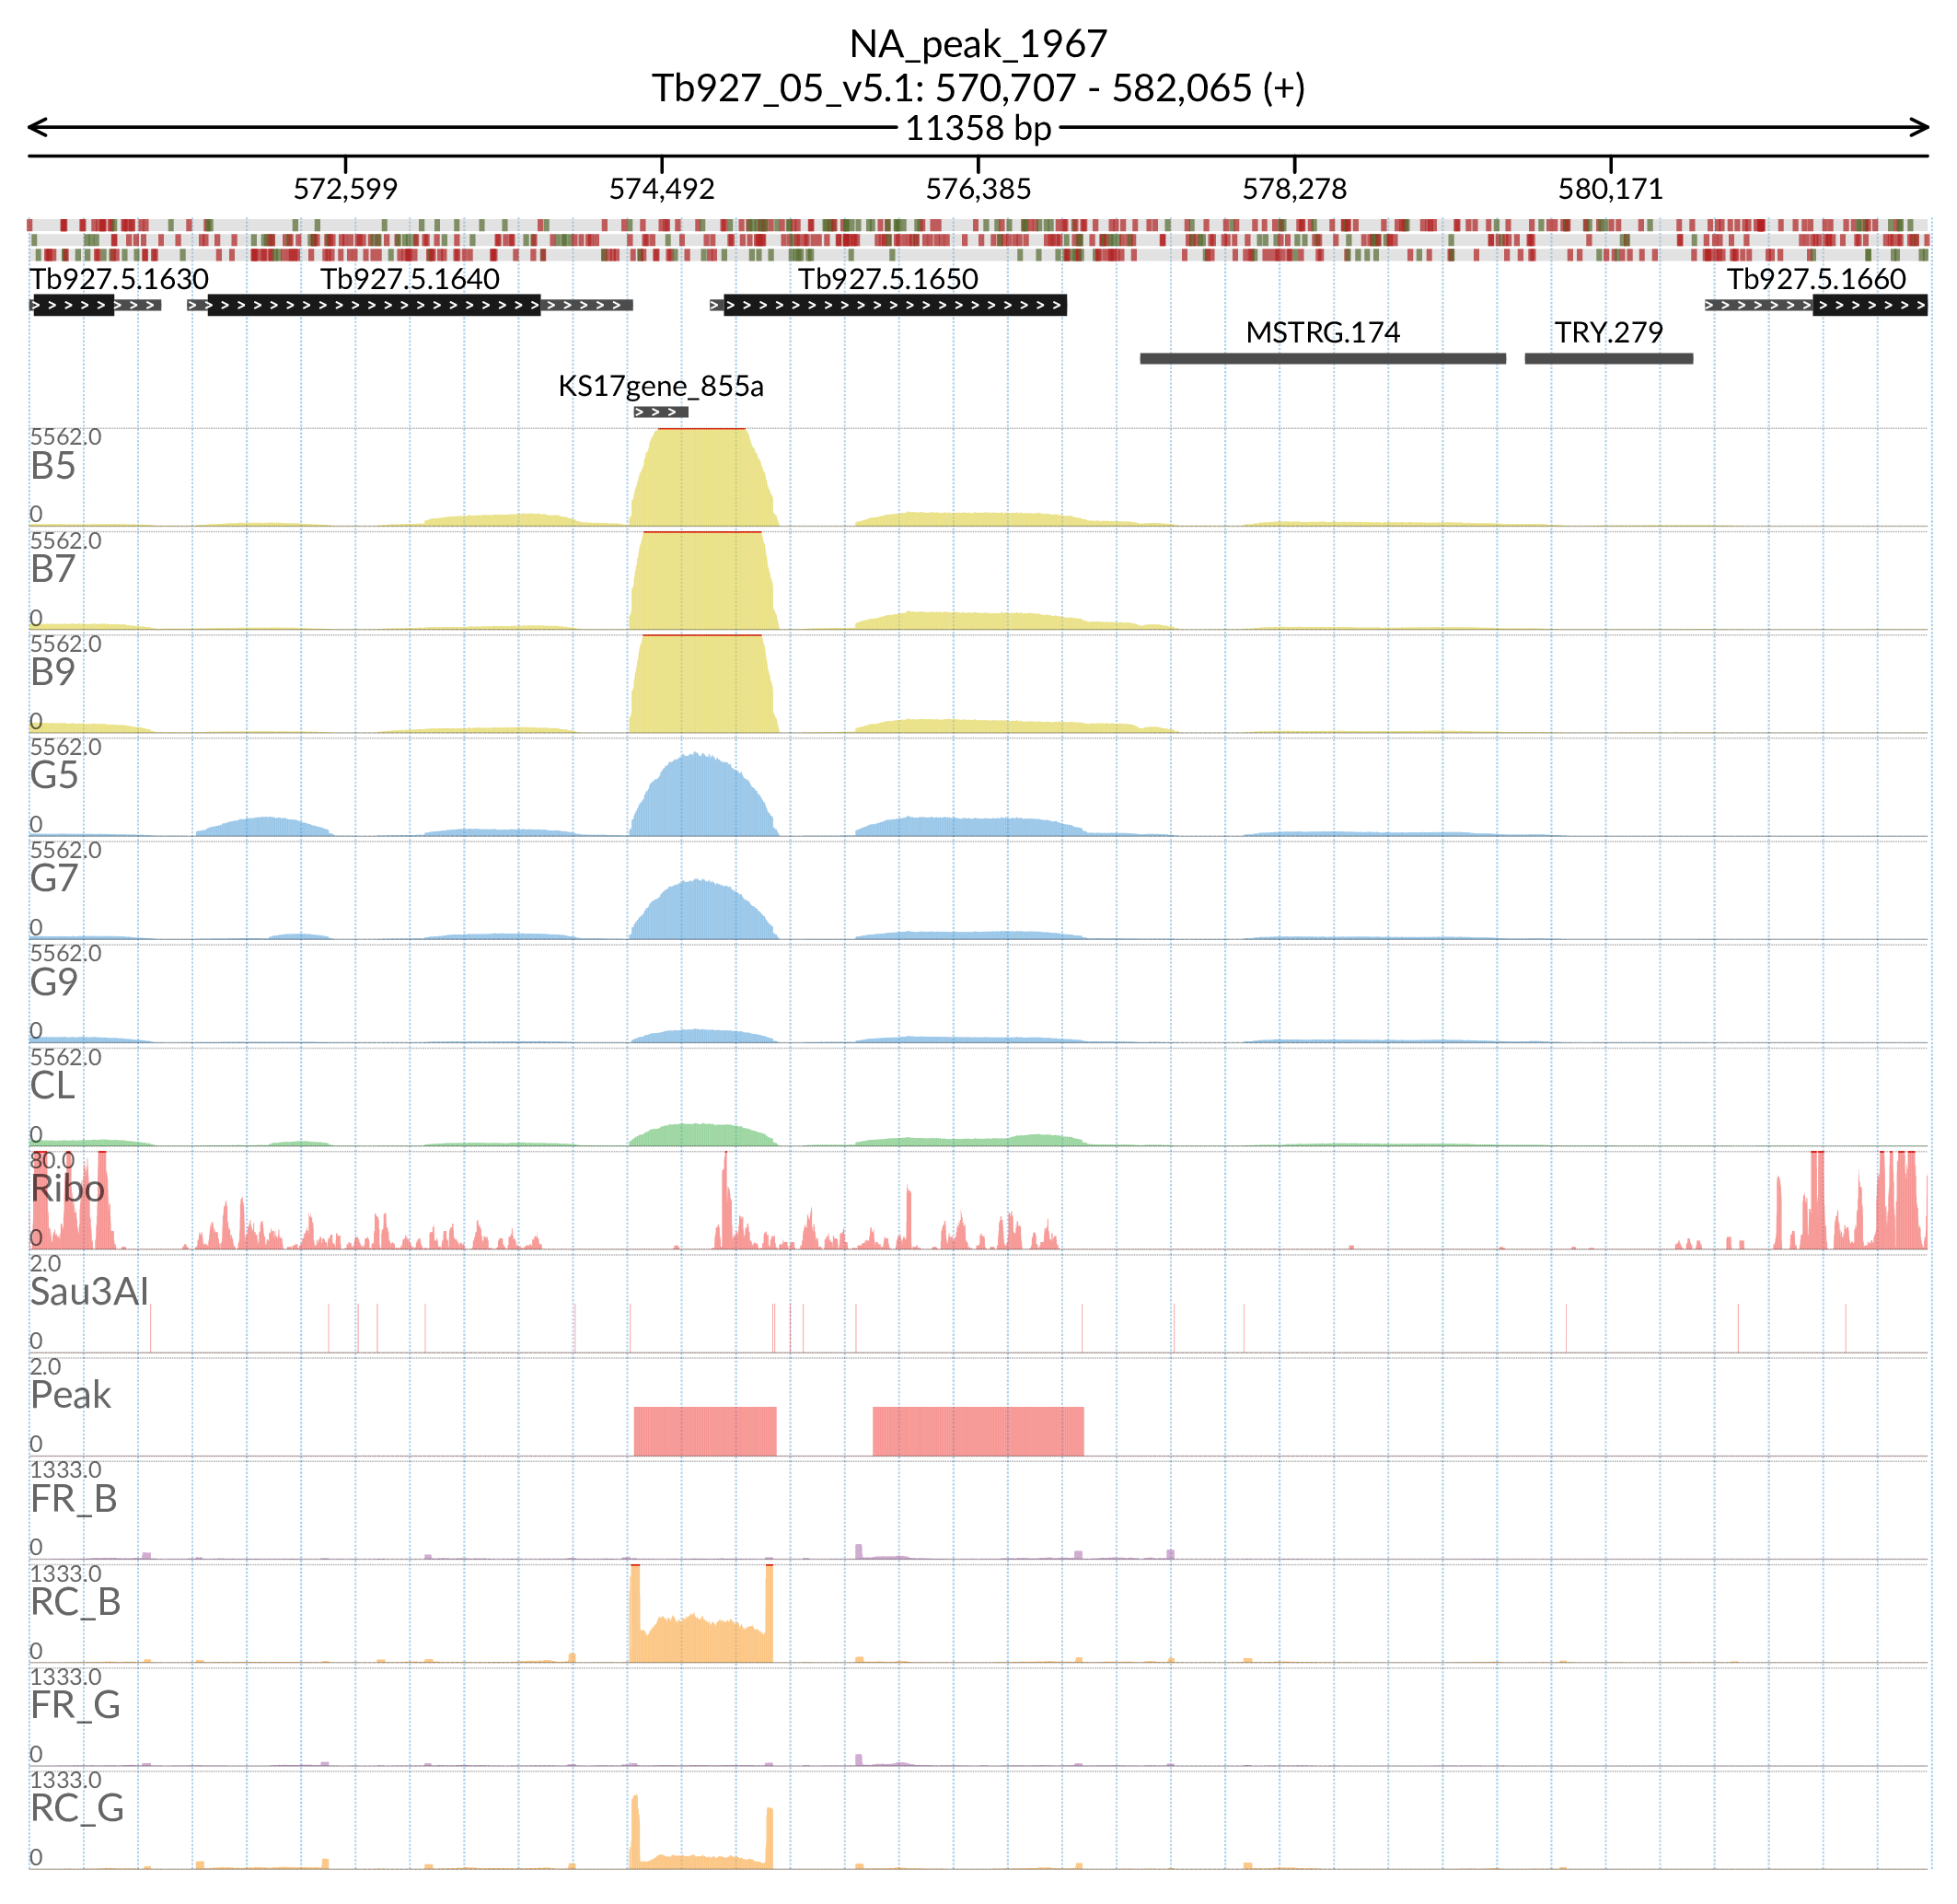 NA_peak_1967
Tb927_05_v5.1: 570,707 - 582,065 (+)
11358 bp
572,599 574,492 576,385 578,278 580,171
Tb927.5.1630 Tb927.5.1640 Tb927.5.1650 Tb927.5.1660
MSTRG.174 TRY.279
KS17gene_855a
5562.0
B5
0
5562.0
B7
0
5562.0
B9
0
5562.0
G5
0
5562.0
G7
0
5562.0
G9
0
5562.0
CL
0
80.0
Ribo
0
2.0
Sau3AI
0
2.0
Peak
0
1333.0
FR_B
0
1333.0
RC_B
0
1333.0
FR_G
0
1333.0
RC_G
0